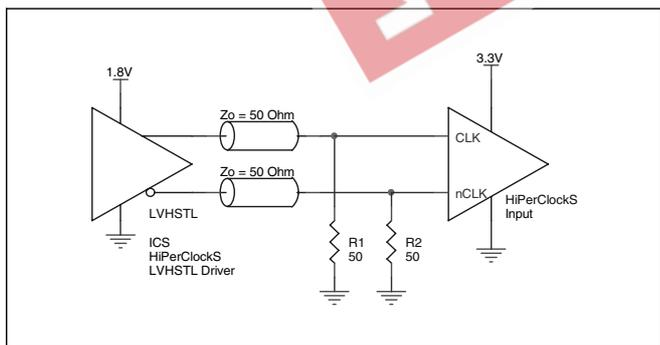 1.8V
3.3V
Zo = 50 Ohm
CLK
Zo = 50 Ohm
nCLK
HiPerClockS
Input
LVHSTL
ICS
HiPerClockS
LVHSTL Driver
R1
50
R2
50